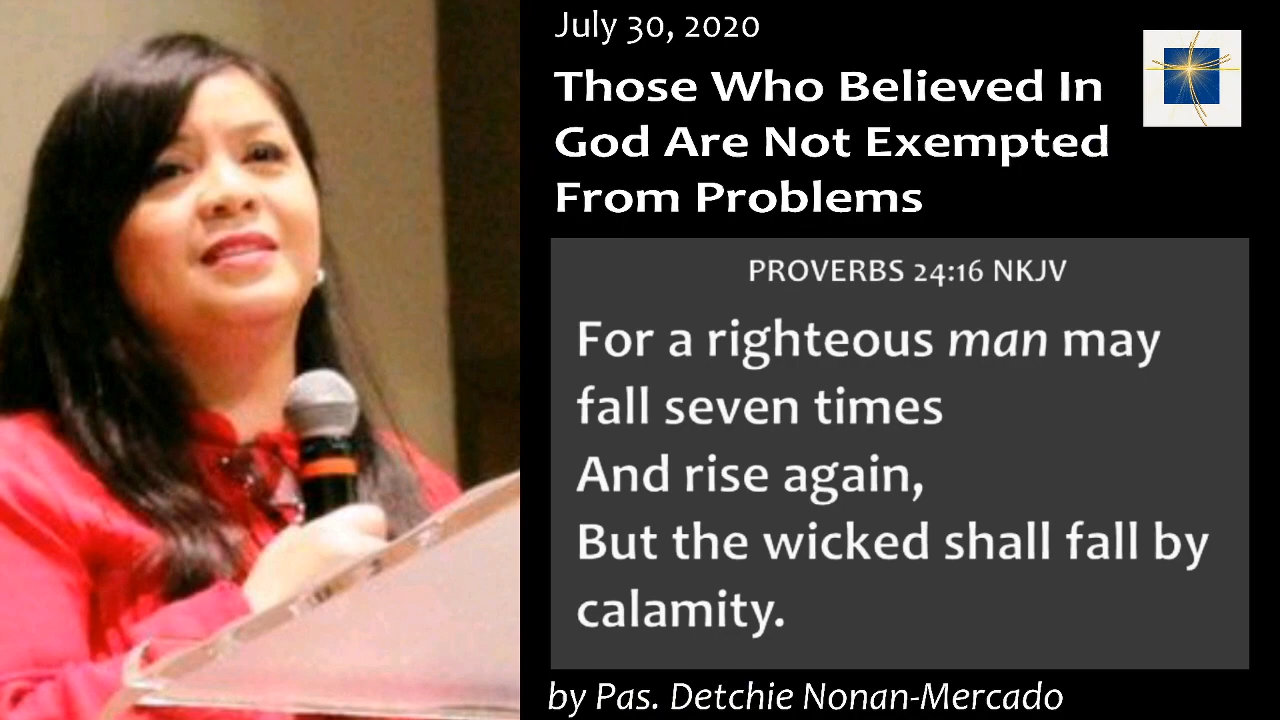 July 30, 2020
Those Who Believed In
God Are Not Exempted
From Problems
PROVERBS 24:16 NKJV
For a righteous man may
fall seven times
And rise again,
But the wicked shall fall by
calamity.
by Pas. Detchie Nonan-Mercado